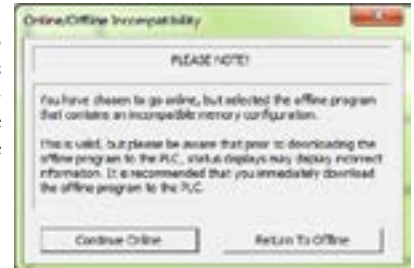 Online/Offline Incompatibility
PLEASE NOTE!
You have chosen to go online, but selected the offline program
that contains an incompatible memory configuration.
This is valid, but please be aware that prior to downloading the
offline program to the PLC, status displays may display incorrect
information. It is recommended that you immediately download
the offline program to the PLC.
Continue Online
Return To Offline